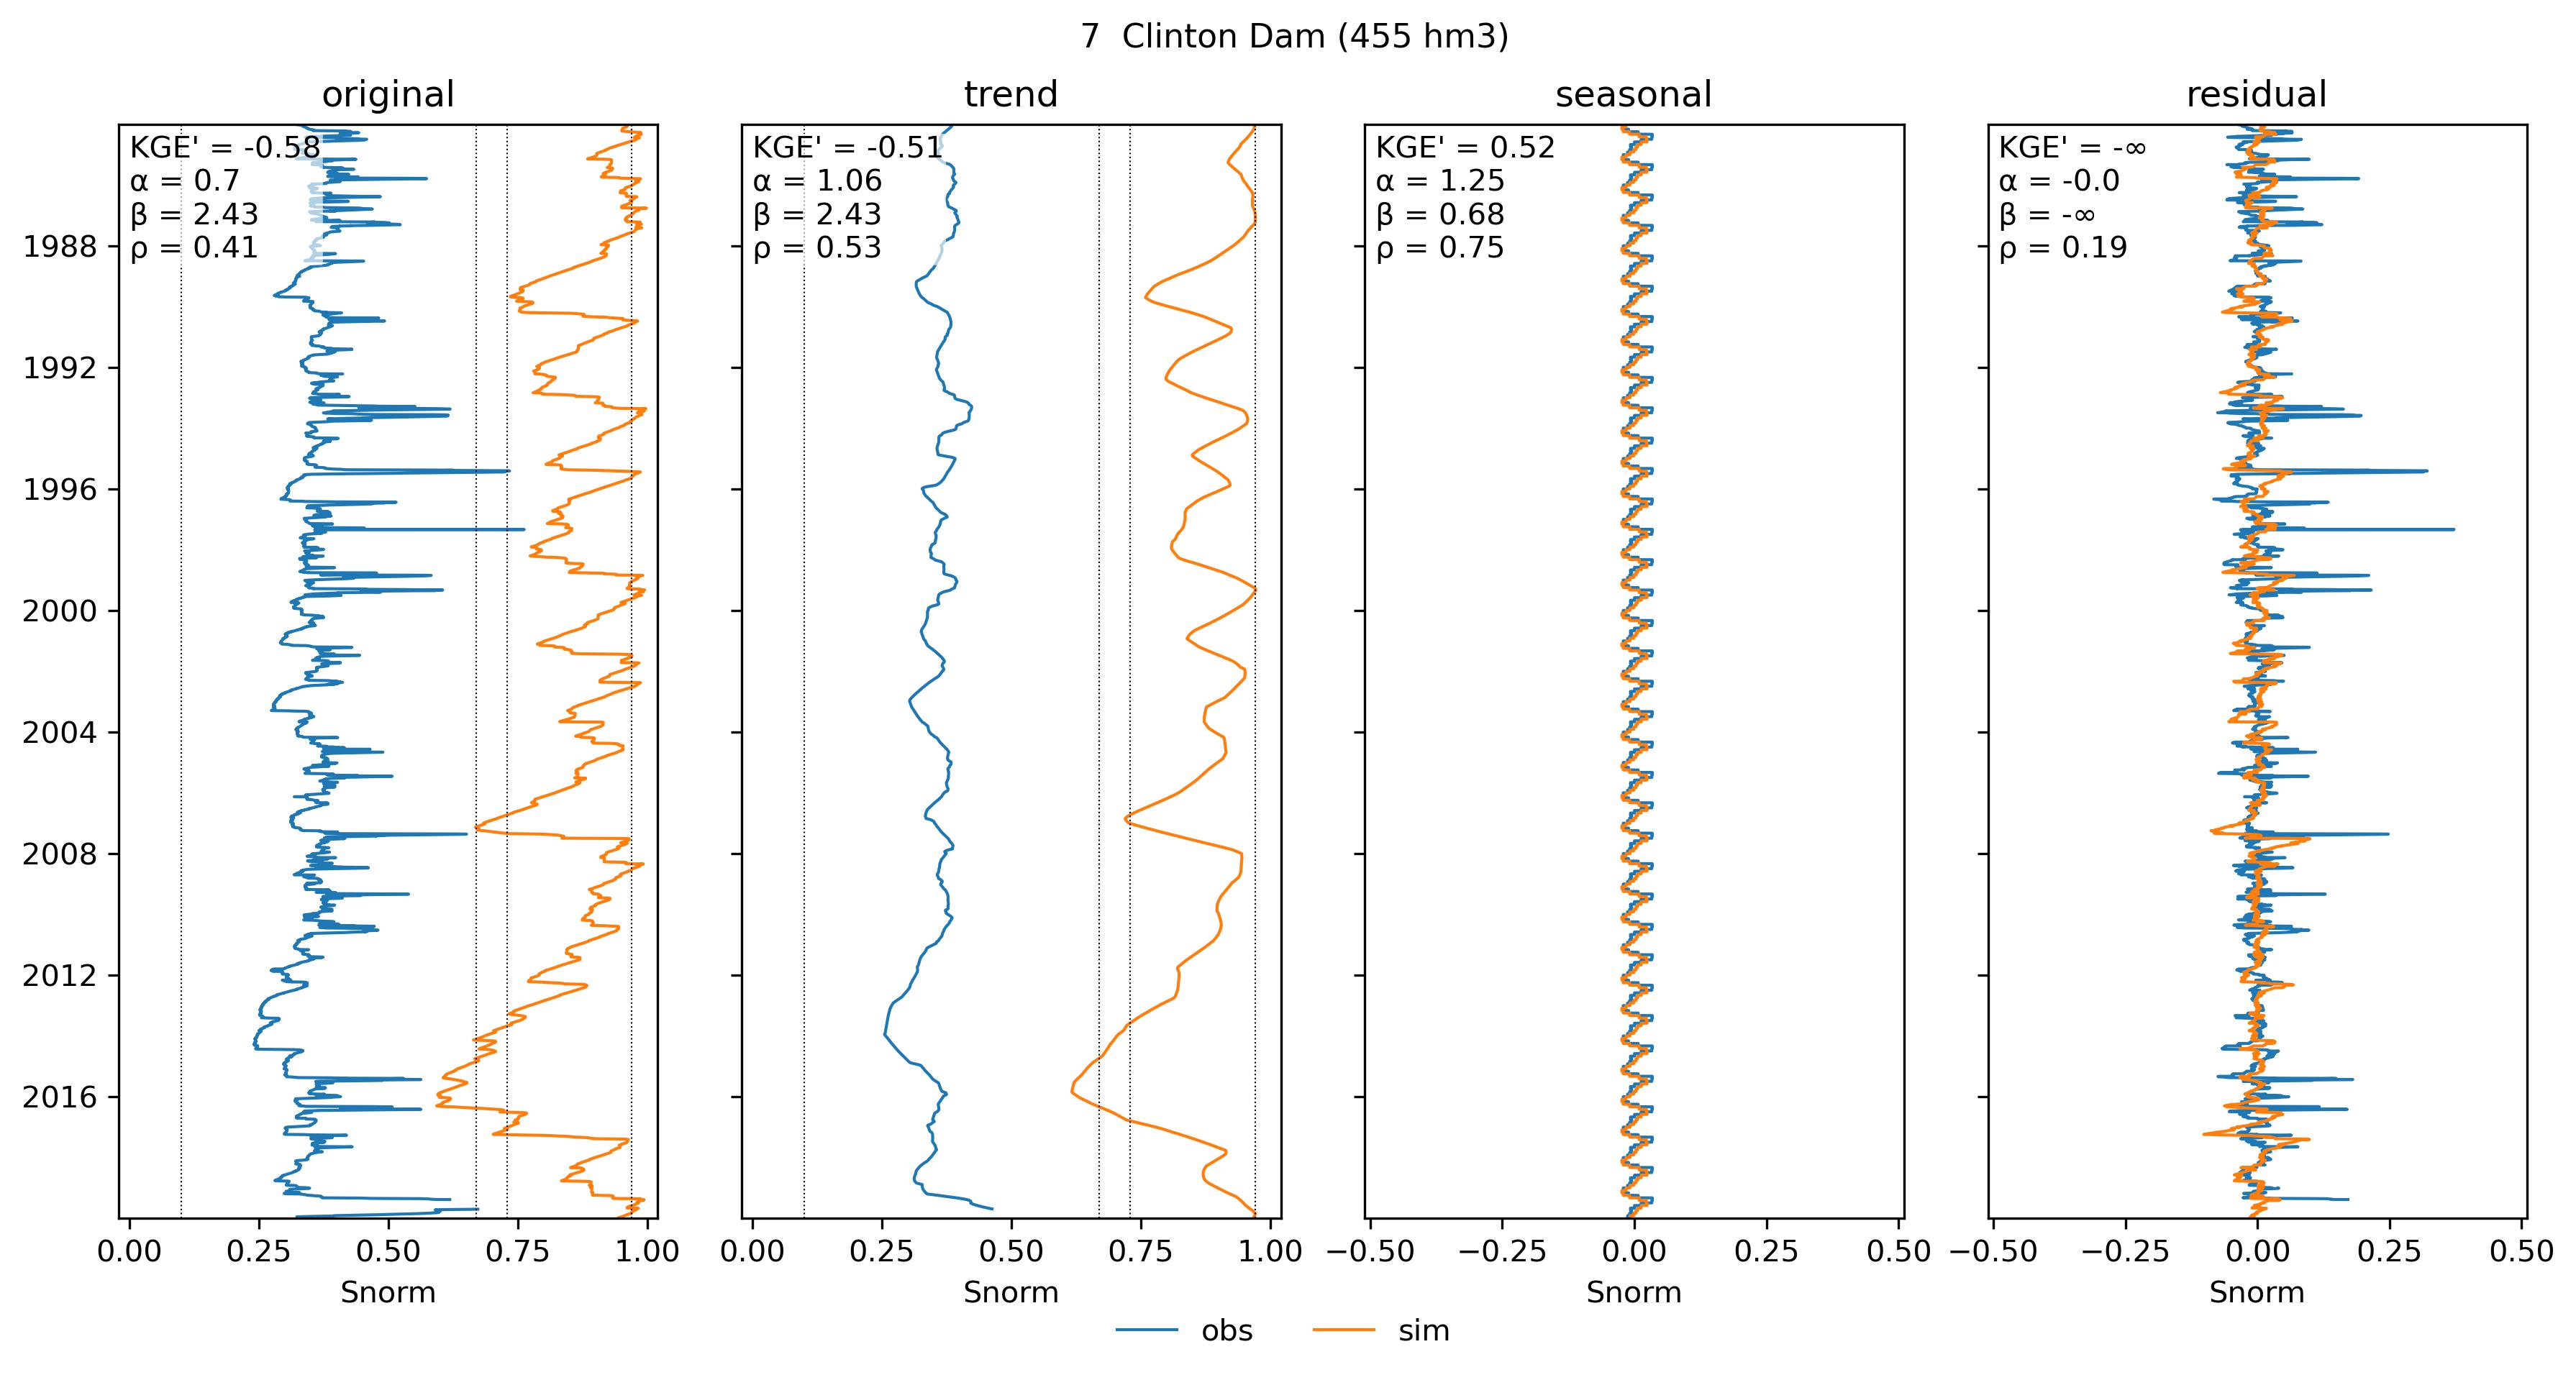 7  Clinton Dam (455 hm3)
original
trend
seasonal
residual
KGE' = -0.58
α = 0.7
β = 2.43
ρ = 0.41
KGE' = -0.51
α = 1.06
β = 2.43
ρ = 0.53
KGE' = 0.52
α = 1.25
β = 0.68
ρ = 0.75
KGE' = -∞
α = -0.0
β = -∞
ρ = 0.19
1988
1992
1996
2000
2004
2008
2012
2016
0.00 0.25 0.50 0.75 1.00
0.00 0.25 0.50 0.75 1.00
−0.50 −0.25 0.00 0.25 0.50
−0.50 −0.25 0.00 0.25 0.50
Snorm
Snorm
Snorm
Snorm
obs
sim